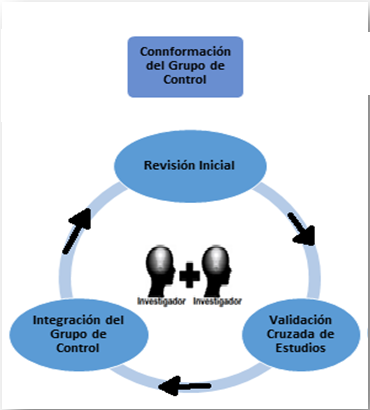 Connformación
del Grupo de
Control
Revisión Inicial
Investigador
Investigador
Integración del
Grupo de
Control
Validación
Cruzada de
Estudios